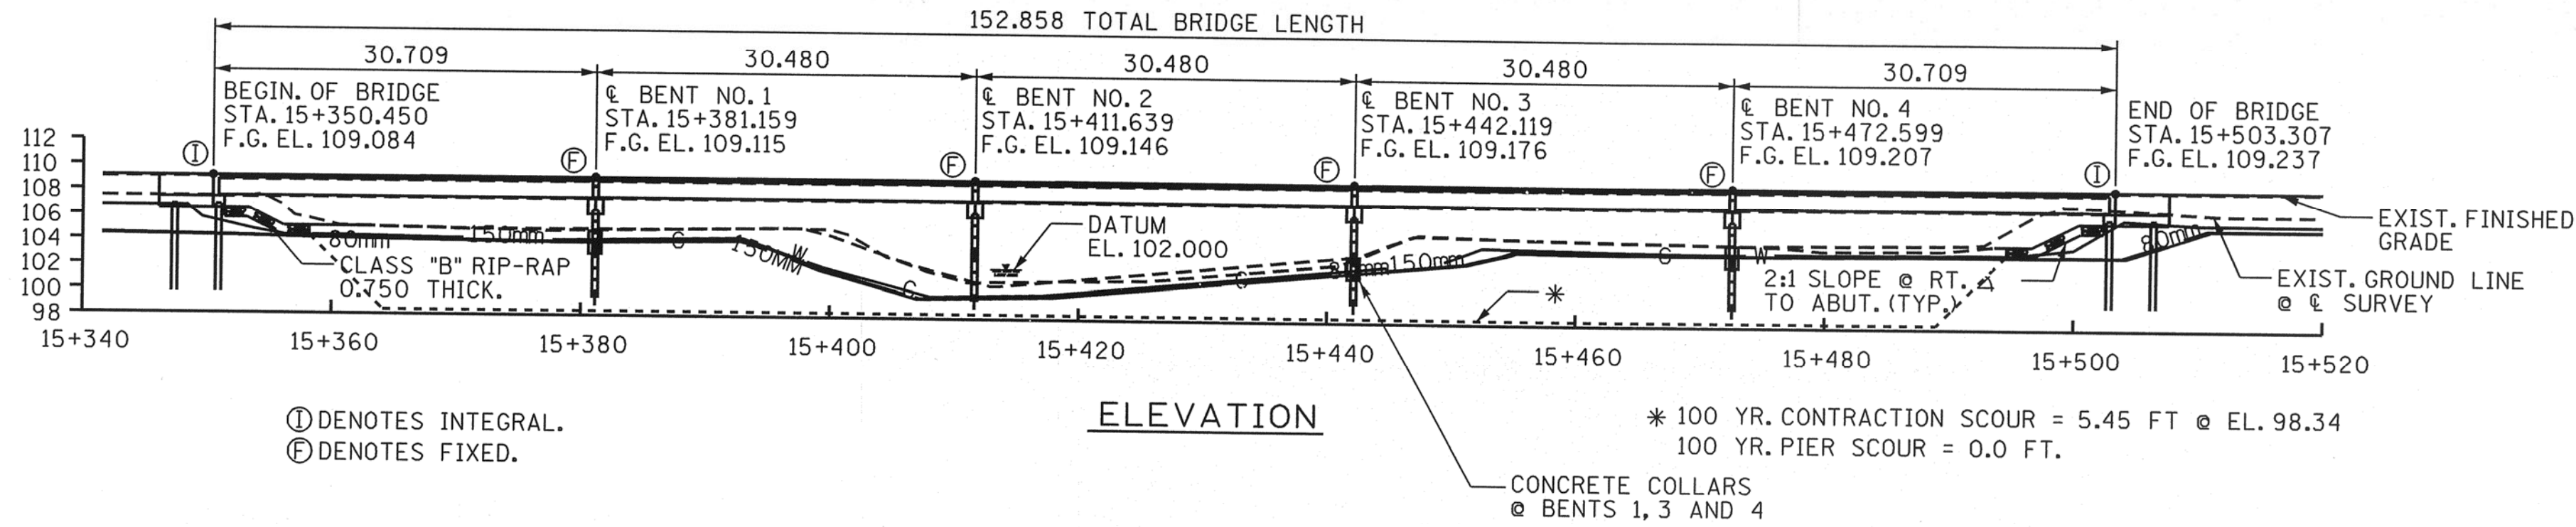 152.858 TOTAL BRIDGE LENGTH
30.709
30.480
30.480
30.480
30.709
BEGIN. OF BRIDGE
STA. 15+350.450
F.G. EL. 109.084
℄ BENT NO. 1
STA. 15+381.159
F.G. EL. 109.115
℄ BENT NO. 2
STA. 15+411.639
F.G. EL. 109.146
℄ BENT NO. 3
STA. 15+442.119
F.G. EL. 109.176
℄ BENT NO. 4
STA. 15+472.599
F.G. EL. 109.207
END OF BRIDGE
STA. 15+503.307
F.G. EL. 109.237
I
F
F
F
F
I
112
110
108
106
104
102
100
98
80mm
150mm
G
150MM
W
G
G
80mm
150mm
G
W
80mm
CLASS "B" RIP-RAP
0.750 THICK.
DATUM
EL. 102.000
*
2:1 SLOPE @ RT. ∠
TO ABUT. (TYP.)
EXIST. FINISHED
GRADE
EXIST. GROUND LINE
@ ℄ SURVEY
15+340
15+360
15+380
15+400
15+420
15+440
15+460
15+480
15+500
15+520
Ⓘ DENOTES INTEGRAL.
Ⓕ DENOTES FIXED.
ELEVATION
* 100 YR. CONTRACTION SCOUR = 5.45 FT @ EL. 98.34
100 YR. PIER SCOUR = 0.0 FT.
CONCRETE COLLARS
@ BENTS 1, 3 AND 4